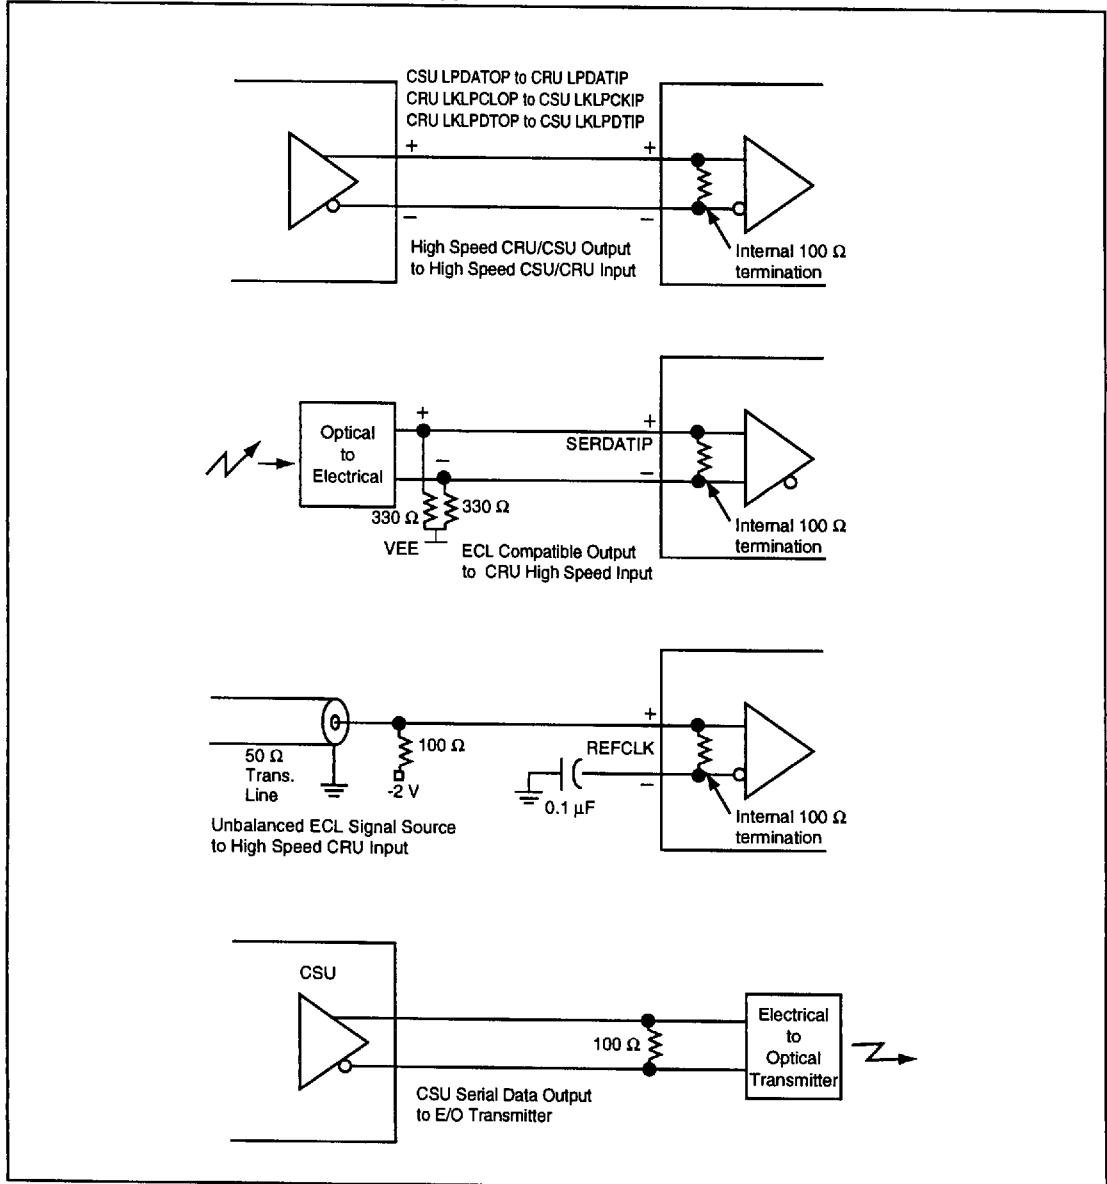 CSU LPDATOP to CRU LPDATIP
CRU LKLPCLOP to CSU LKLPCKIP
CRU LKLPDTOP to CSU LKLPDTIP
+
+
−
−
High Speed CRU/CSU Output
to High Speed CSU/CRU Input
Internal 100 Ω
termination
Optical
to
Electrical
+
−
330 Ω
330 Ω
VEE
+
SERDATIP
−
ECL Compatible Output
to CRU High Speed Input
Internal 100 Ω
termination
50 Ω
Trans.
Line
100 Ω
-2 V
+
REFCLK
−
0.1 µF
Unbalanced ECL Signal Source
to High Speed CRU Input
Internal 100 Ω
termination
CSU
100 Ω
Electrical
to
Optical
Transmitter
CSU Serial Data Output
to E/O Transmitter